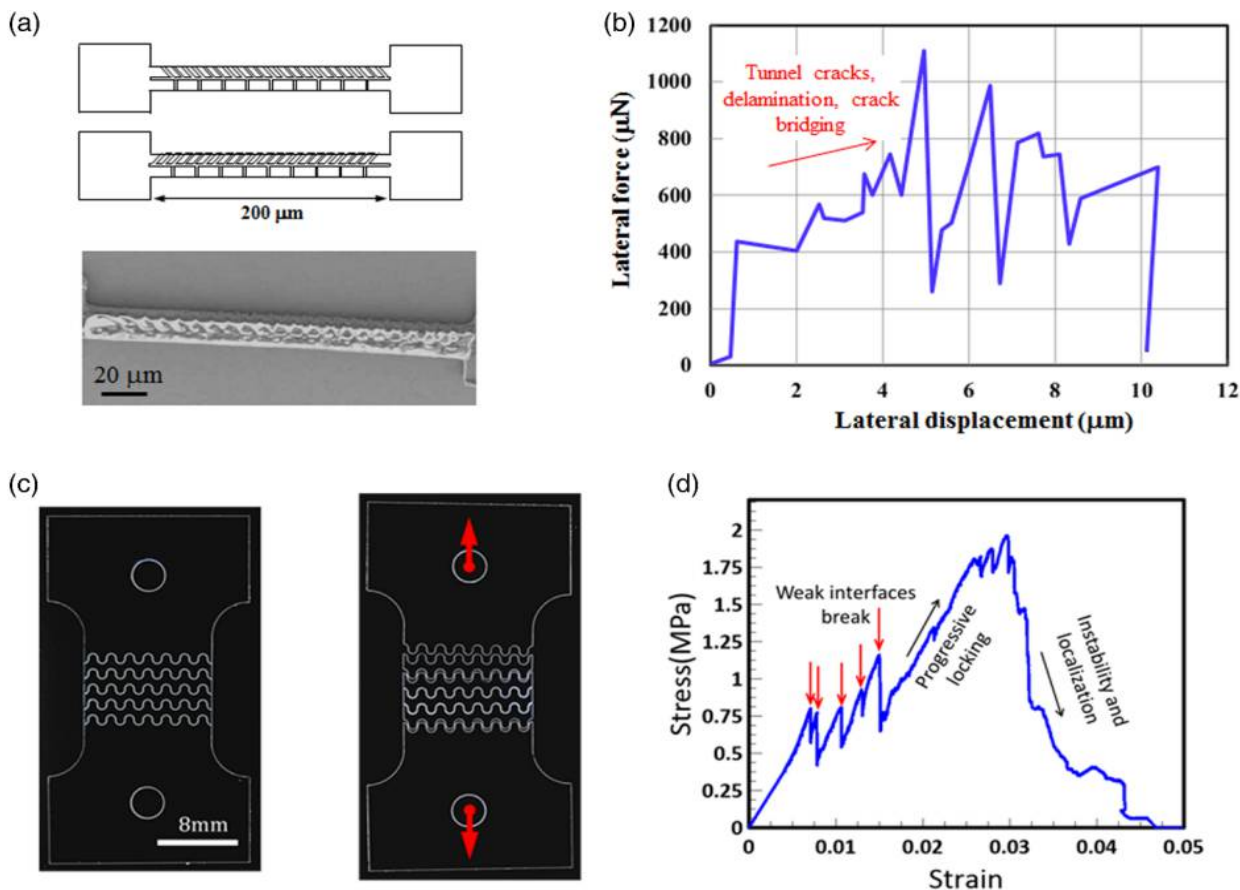 (a)
200 μm
20 μm
(b)
1200
1000
800
600
400
200
0
Lateral force (μN)
Tunnel cracks,
delamination, crack
bridging
0 2 4 6 8 10 12
Lateral displacement (μm)
(c)
8mm
(d)
2
1.75
1.5
1.25
1
0.75
0.5
0.25
0
Stress(MPa)
Weak interfaces
break
Progressive
locking
Instability and
localization
0 0.01 0.02 0.03 0.04 0.05
Strain